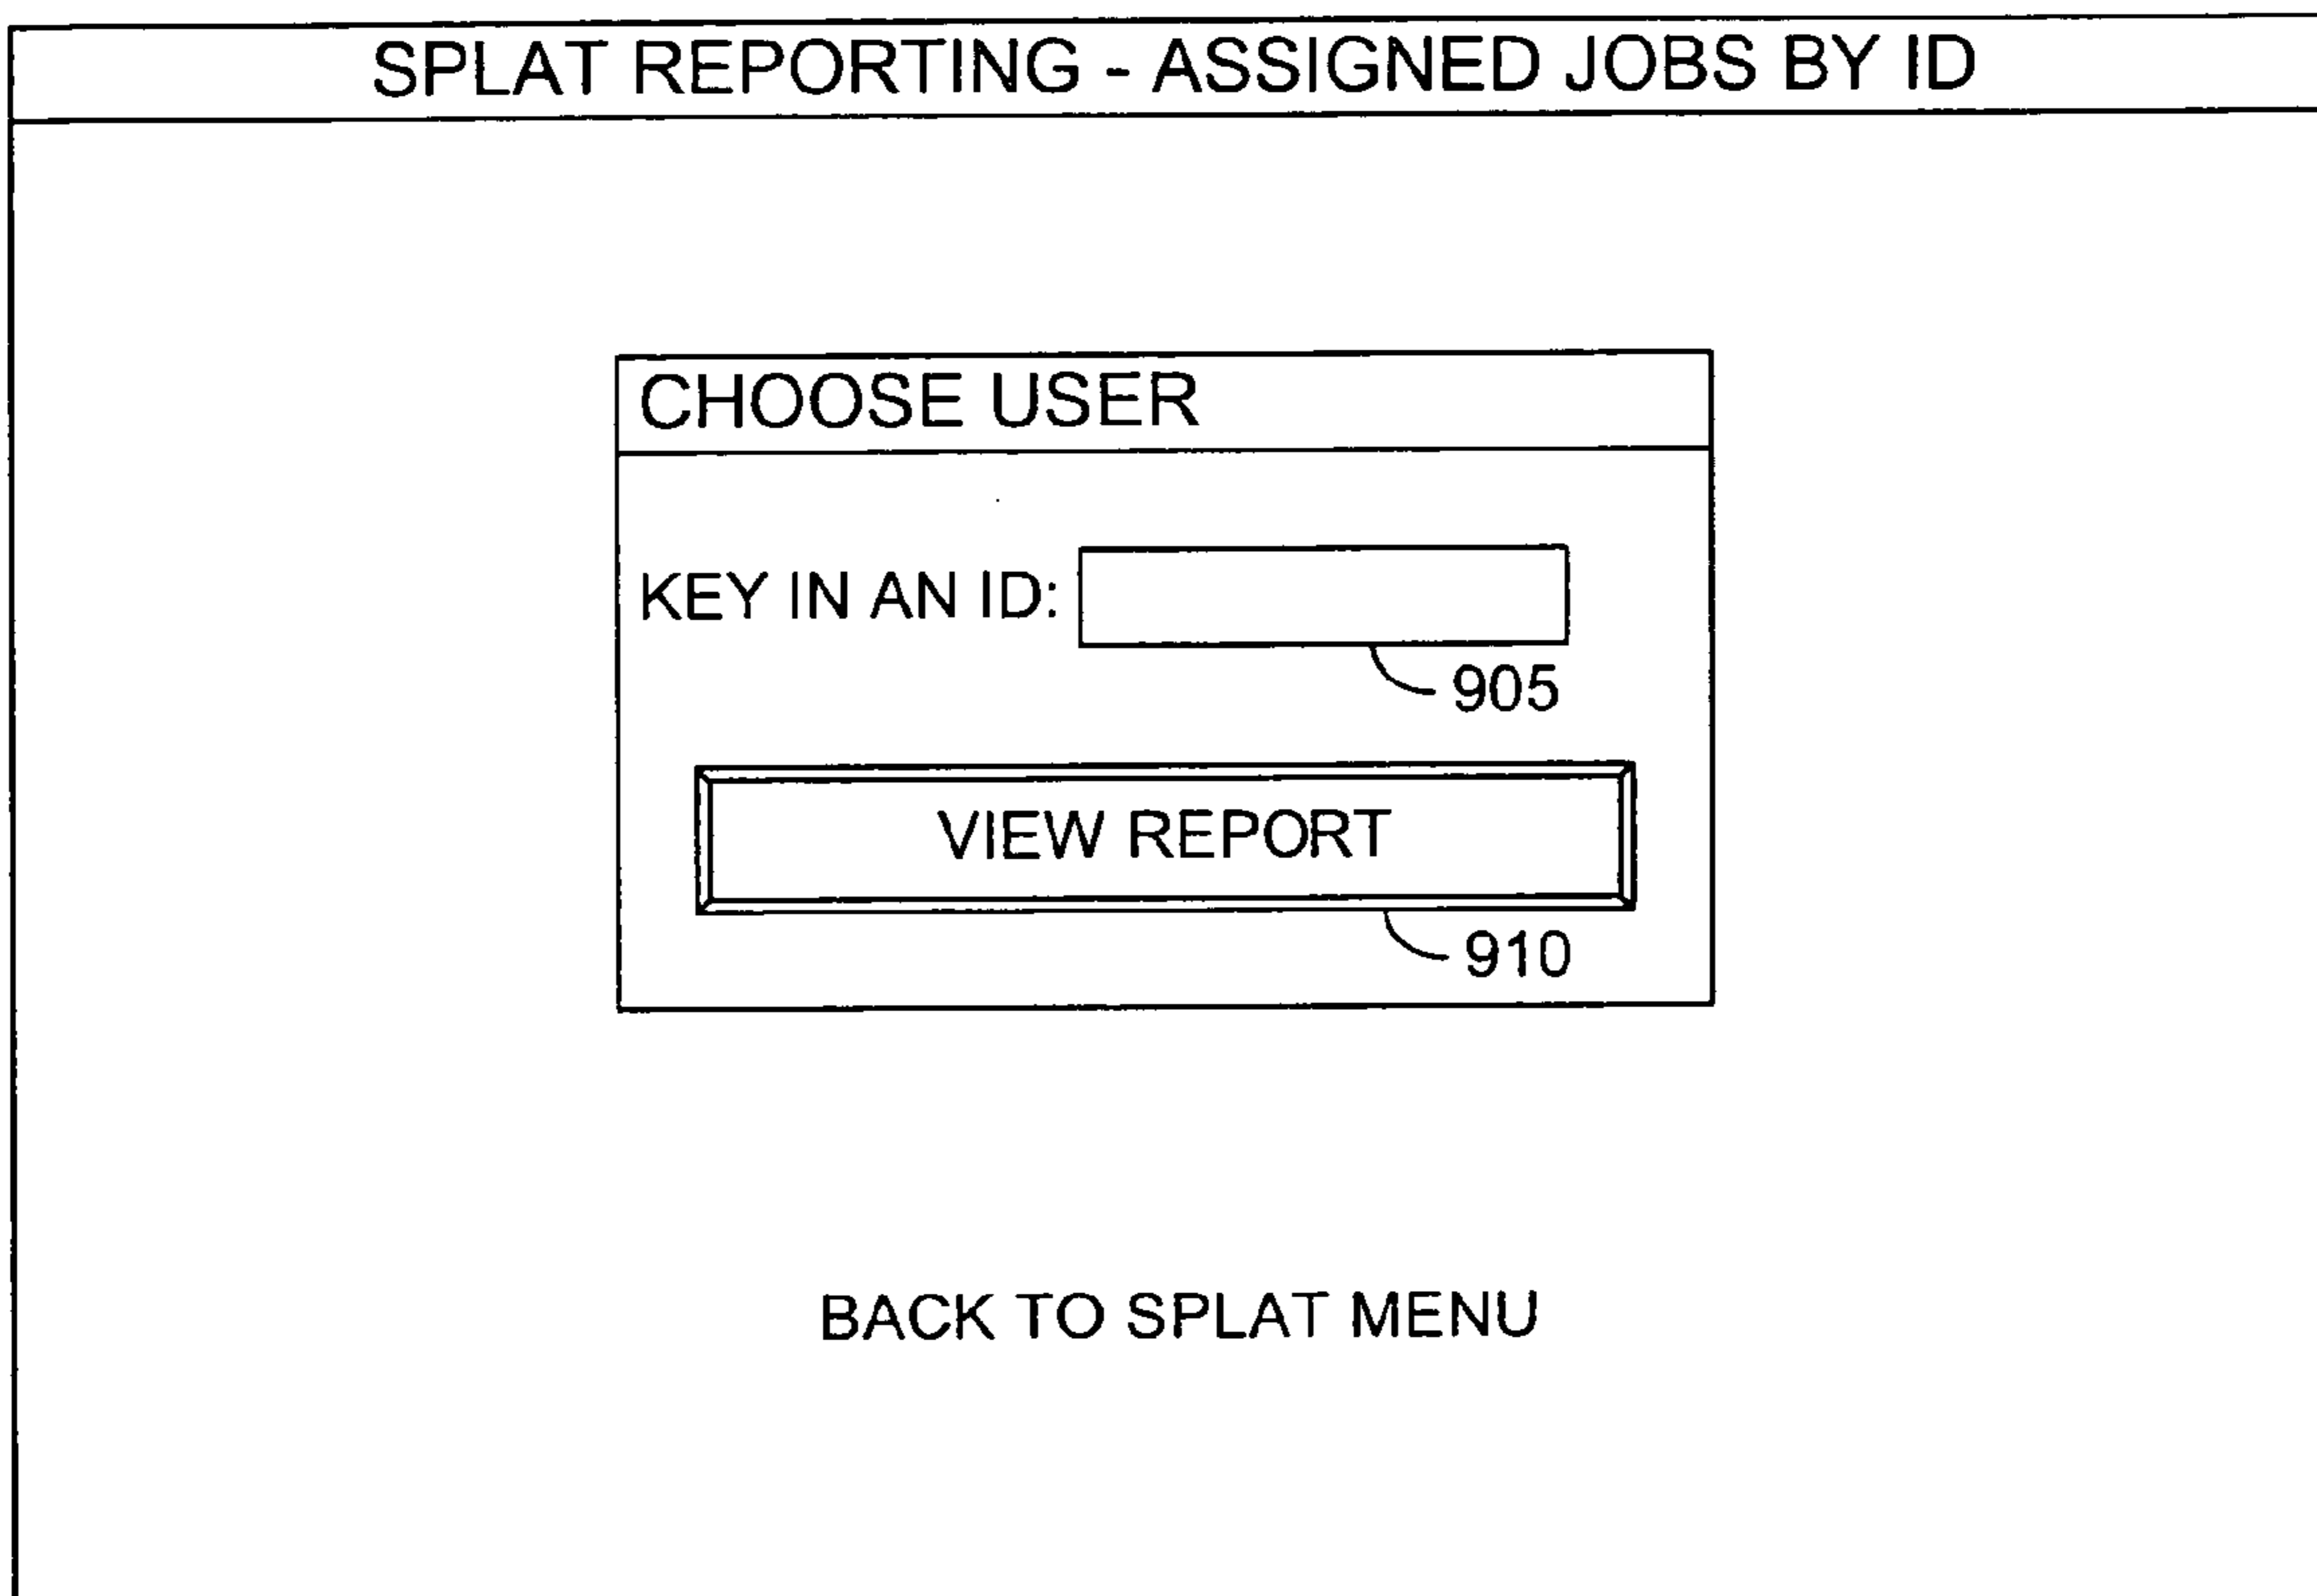 SPLAT REPORTING - ASSIGNED JOBS BY ID
CHOOSE USER
KEY IN AN ID:
905
VIEW REPORT
910
BACK TO SPLAT MENU